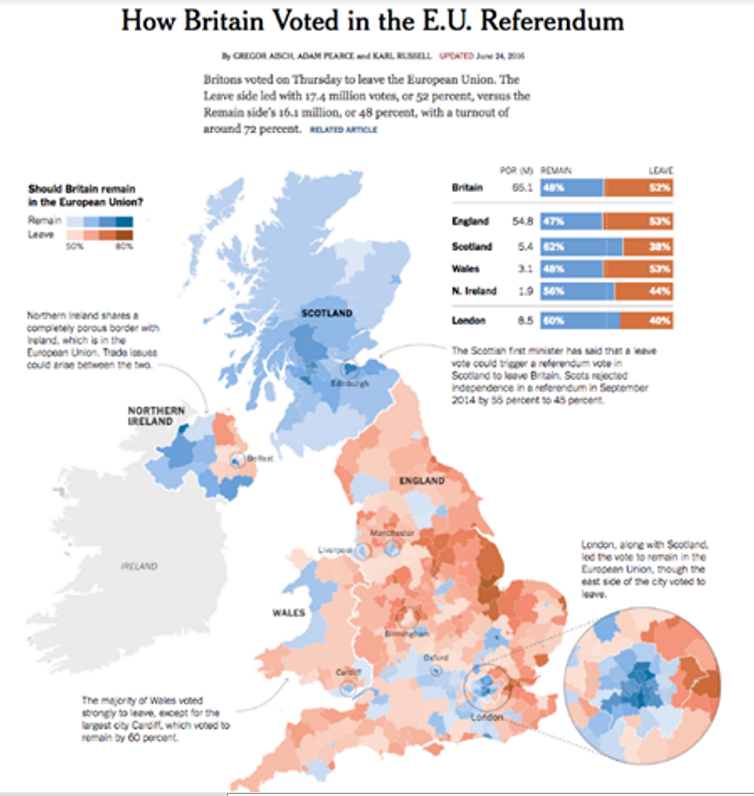 How Britain Voted in the E.U. Referendum
By GREGOR AISCH, ADAM PEARCE and KARL RUSSELL UPDATED June 24, 2016
Britons voted on Thursday to leave the European Union. The
Leave side led with 17.4 million votes, or 52 percent, versus the
Remain side's 16.1 million, or 48 percent, with a turnout of
around 72 percent. RELATED ARTICLE
Should Britain remain
in the European Union?
Remain
Leave
50% 80%
POP. (M) REMAIN LEAVE
Britain 65.1 48% 52%
England 54.8 47% 53%
Scotland 5.4 62% 38%
Wales 3.1 48% 53%
N. Ireland 1.9 56% 44%
London 8.5 60% 40%
Northern Ireland shares a
completely porous border with
Ireland, which is in the
European Union. Trade issues
could arise between the two.
SCOTLAND
The Scottish first minister has said that a leave
vote could trigger a referendum vote in
Scotland to leave Britain. Scots rejected
independence in a referendum in September
2014 by 55 percent to 45 percent.
Edinburgh
NORTHERN
IRELAND
Belfast
ENGLAND
Manchester
Liverpool
IRELAND
London, along with Scotland,
led the vote to remain in the
European Union, though the
east side of the city voted to
leave.
WALES
Birmingham
Oxford
Cardiff
London
The majority of Wales voted
strongly to leave, except for the
largest city Cardiff, which voted to
remain by 60 percent.